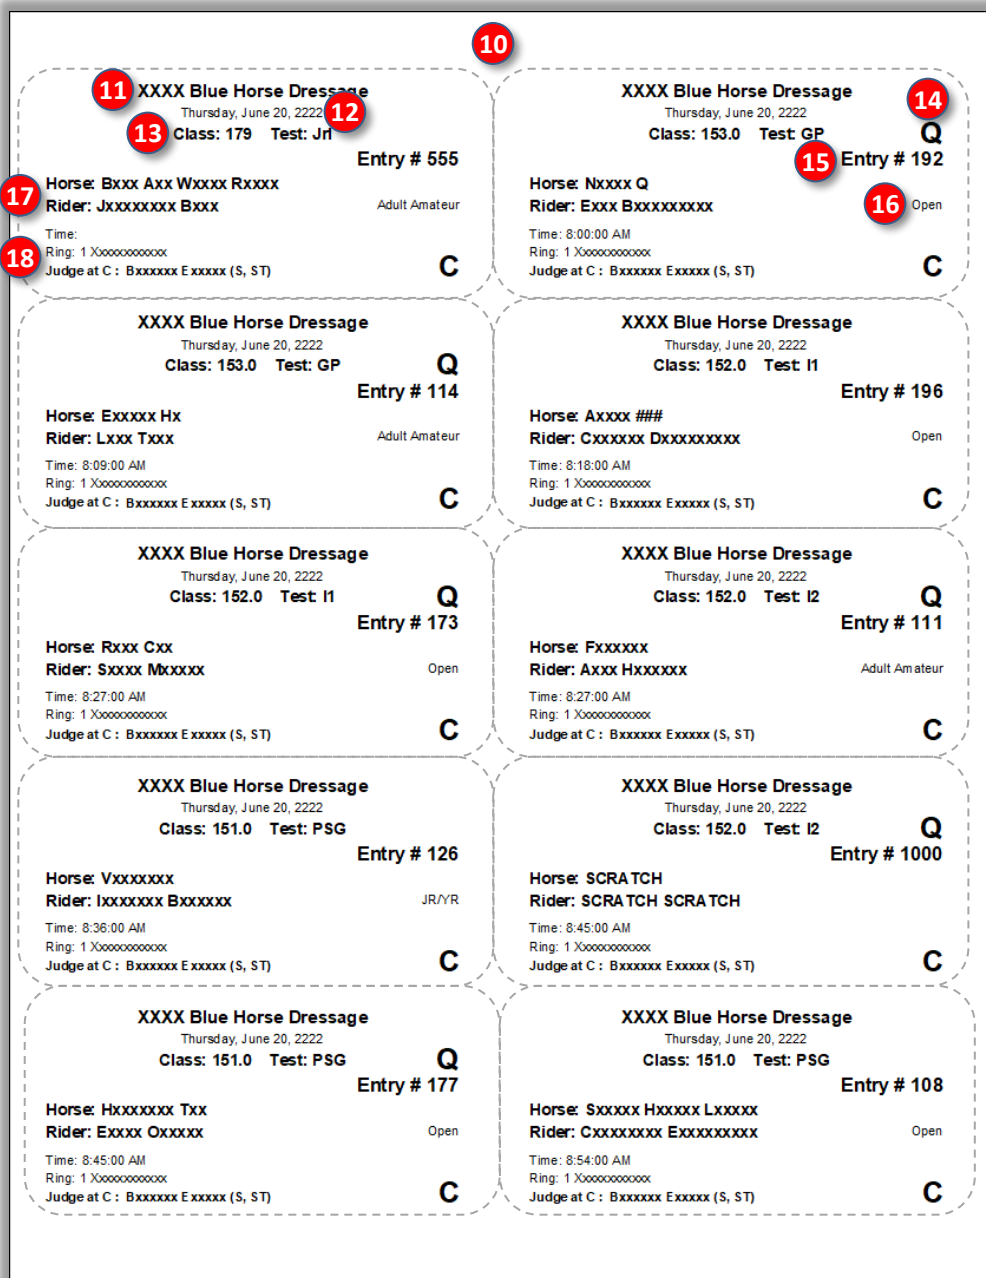 10
11 XXXX Blue Horse Dressage
Thursday, June 20, 2222 12
13 Class: 179 Test:
Entry # 555
Horse: Bxxx Axx Wxxxx Rxxxx
17 Rider: Jxxxxxxxx Bxxx Adult Amateur
Time:
18 Ring: 1 Xxxxxxxxxxxx
Judge at C : Bxxxxxx Exxxxx (S, ST) C
XXXX Blue Horse Dressage 14
Thursday, June 20, 2222
Class: 153.0 Test: GP Q
15 Entry # 192
Horse: Nxxxx Q
Rider: Exxx Bxxxxxxxxx 16 Open
Time: 8:00:00 AM
Ring: 1 Xxxxxxxxxxxx
Judge at C : Bxxxxxx Exxxxx (S, ST) C
XXXX Blue Horse Dressage
Thursday, June 20, 2222
Class: 153.0 Test: GP Q
Entry # 114
Horse: Exxxxx Hx
Rider: Lxxx Txxx Adult Amateur
Time: 8:09:00 AM
Ring: 1 Xxxxxxxxxxxx
Judge at C : Bxxxxxx Exxxxx (S, ST) C
XXXX Blue Horse Dressage
Thursday, June 20, 2222
Class: 152.0 Test: I1
Entry # 196
Horse: Axxxx ###
Rider: Cxxxxxx Dxxxxxxxxx Open
Time: 8:18:00 AM
Ring: 1 Xxxxxxxxxxxx
Judge at C : Bxxxxxx Exxxxx (S, ST) C
XXXX Blue Horse Dressage
Thursday, June 20, 2222
Class: 152.0 Test: I1 Q
Entry # 173
Horse: Rxxx Cxx
Rider: Sxxxx Mxxxxx Open
Time: 8:27:00 AM
Ring: 1 Xxxxxxxxxxxx
Judge at C : Bxxxxxx Exxxxx (S, ST) C
XXXX Blue Horse Dressage
Thursday, June 20, 2222
Class: 152.0 Test: I2 Q
Entry # 111
Horse: Fxxxxxx
Rider: Axxx Hxxxxxx Adult Amateur
Time: 8:27:00 AM
Ring: 1 Xxxxxxxxxxxx
Judge at C : Bxxxxxx Exxxxx (S, ST) C
XXXX Blue Horse Dressage
Thursday, June 20, 2222
Class: 151.0 Test: PSG
Entry # 126
Horse: Vxxxxxxx
Rider: Ixxxxxxx Bxxxxxx JR/YR
Time: 8:36:00 AM
Ring: 1 Xxxxxxxxxxxx
Judge at C : Bxxxxxx Exxxxx (S, ST) C
XXXX Blue Horse Dressage
Thursday, June 20, 2222
Class: 152.0 Test: I2 Q
Entry # 1000
Horse: SCRATCH
Rider: SCRATCH SCRATCH
Time: 8:45:00 AM
Ring: 1 Xxxxxxxxxxxx
Judge at C : Bxxxxxx Exxxxx (S, ST) C
XXXX Blue Horse Dressage
Thursday, June 20, 2222
Class: 151.0 Test: PSG Q
Entry # 177
Horse: Hxxxxxxx Txx
Rider: Exxxx Oxxxxx Open
Time: 8:45:00 AM
Ring: 1 Xxxxxxxxxxxx
Judge at C : Bxxxxxx Exxxxx (S, ST) C
XXXX Blue Horse Dressage
Thursday, June 20, 2222
Class: 151.0 Test: PSG
Entry # 108
Horse: Sxxxxx Hxxxxx Lxxxxx
Rider: Cxxxxxxxx Exxxxxxxxx Open
Time: 8:54:00 AM
Ring: 1 Xxxxxxxxxxxx
Judge at C : Bxxxxxx Exxxxx (S, ST) C